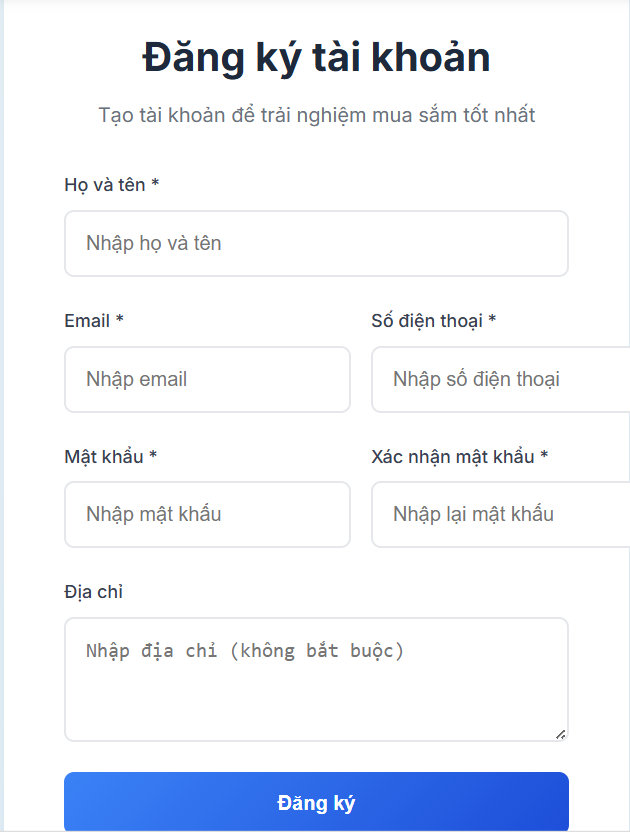 Đăng ký tài khoản
Tạo tài khoản để trải nghiệm mua sắm tốt nhất
Họ và tên *
Nhập họ và tên
Email * Số điện thoại *
Nhập email Nhập số điện thoại
Mật khẩu * Xác nhận mật khẩu *
Nhập mật khẩu Nhập lại mật khẩu
Địa chỉ
Nhập địa chỉ (không bắt buộc)
Đăng ký